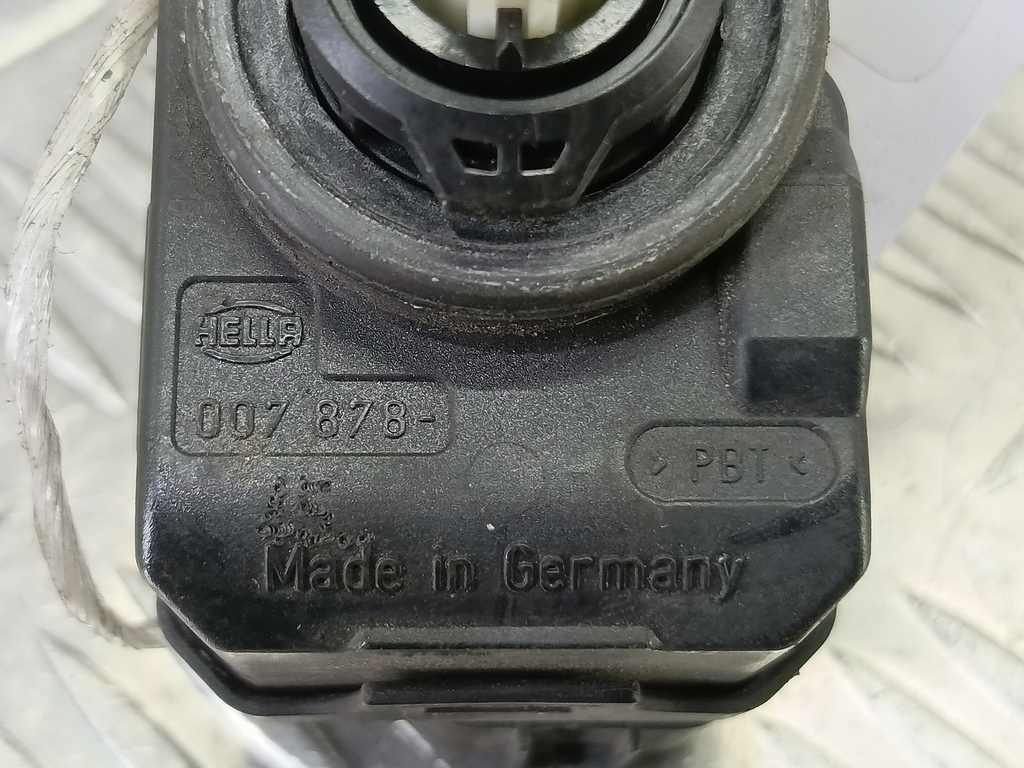 HELLA
007 878-
> PBT <
Made in Germany